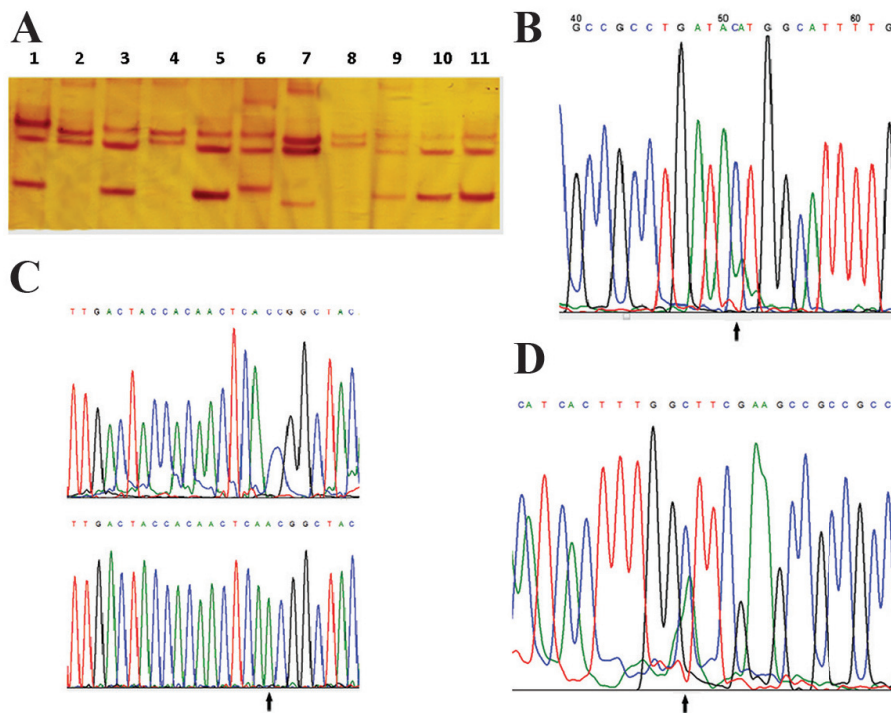 A
1 2 3 4 5 6 7 8 9 10 11
B
40 50 60
G C C G C C T G A T A C A T G G C A T T T T G
C
T T G A C T A C C A C A A C T C A C C G G C T A C
T T G A C T A C C A C A A C T C A A C G G C T A C
D
C A T C A C T T T G G C T T C G A A G C C G C C G C C